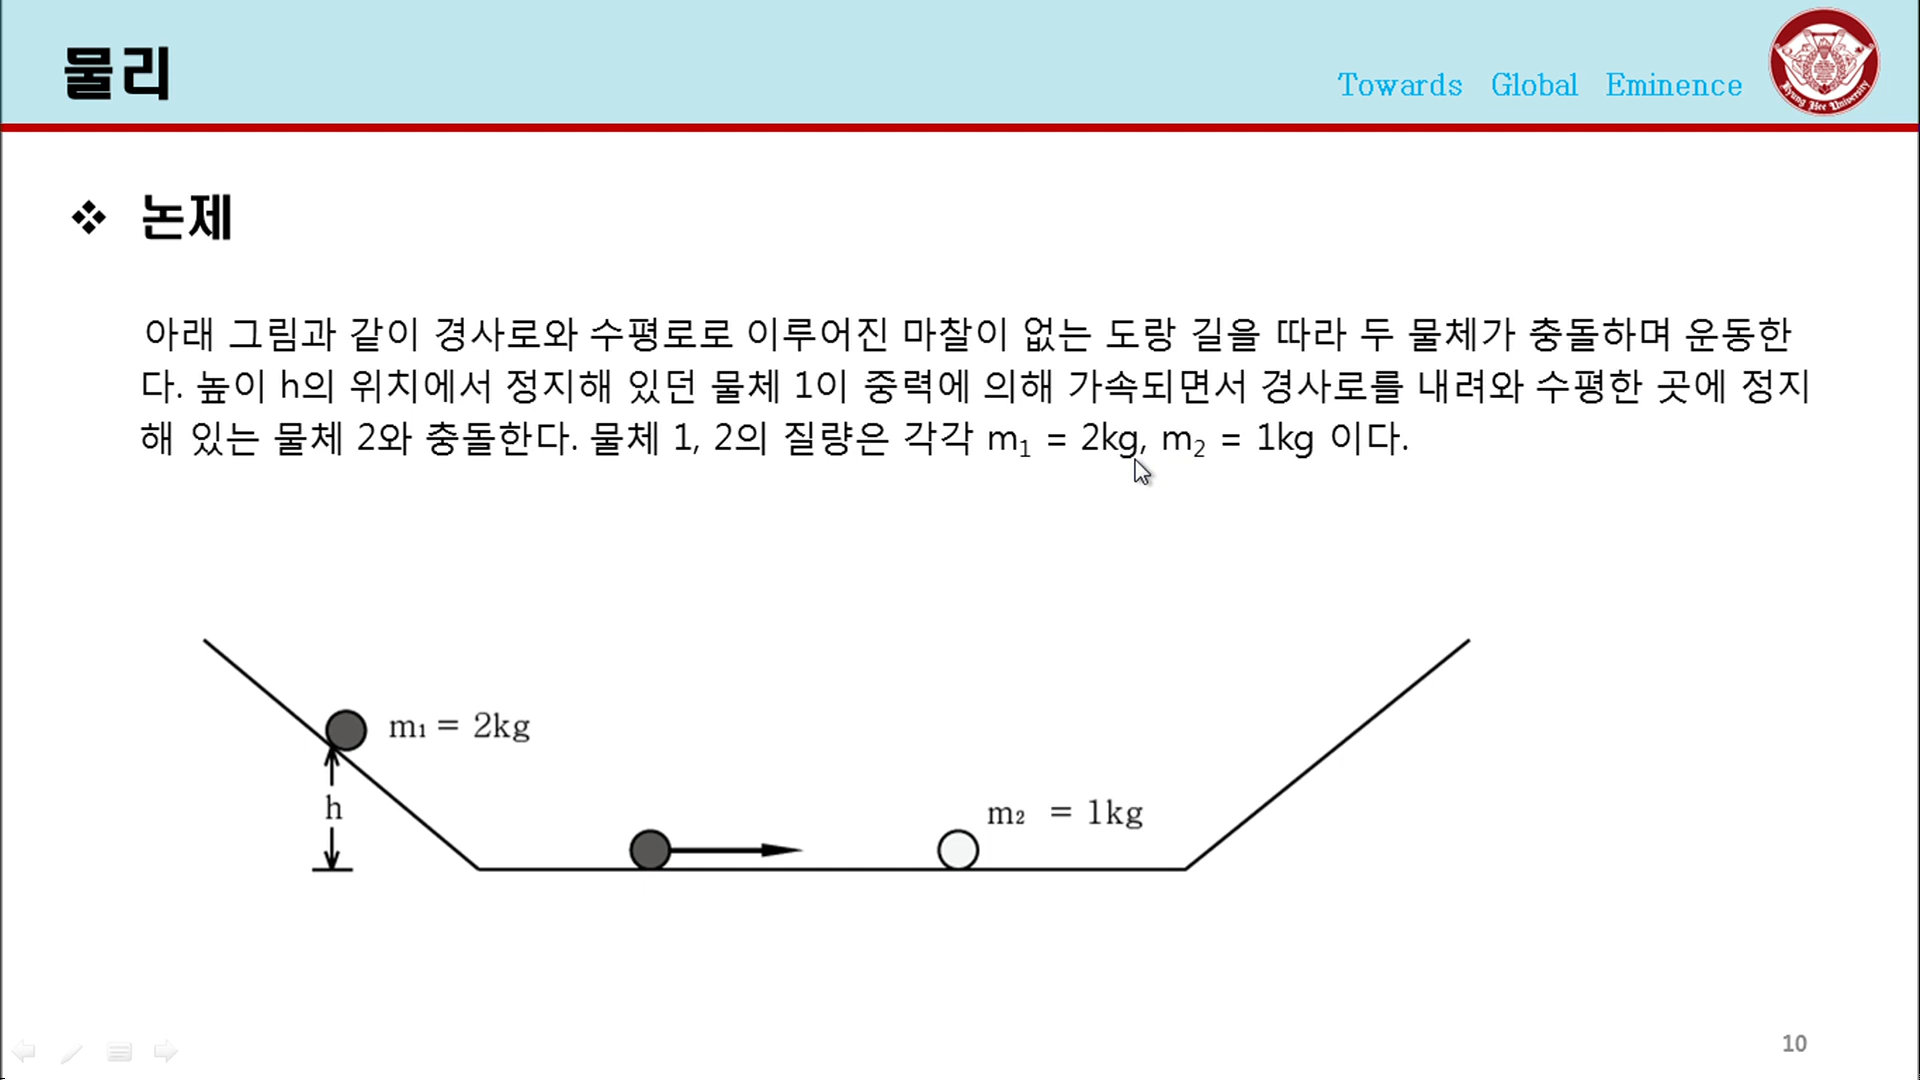 물리
Towards Global Eminence
Kyung Hee University
논제
아래 그림과 같이 경사로와 수평로로 이루어진 마찰이 없는 도랑 길을 따라 두 물체가 충돌하며 운동한
다. 높이 h의 위치에서 정지해 있던 물체 1이 중력에 의해 가속되면서 경사로를 내려와 수평한 곳에 정지
해 있는 물체 2와 충돌한다. 물체 1, 2의 질량은 각각 m₁ = 2kg, m₂ = 1kg 이다.
m₁ = 2kg
h
m₂ = 1kg
10